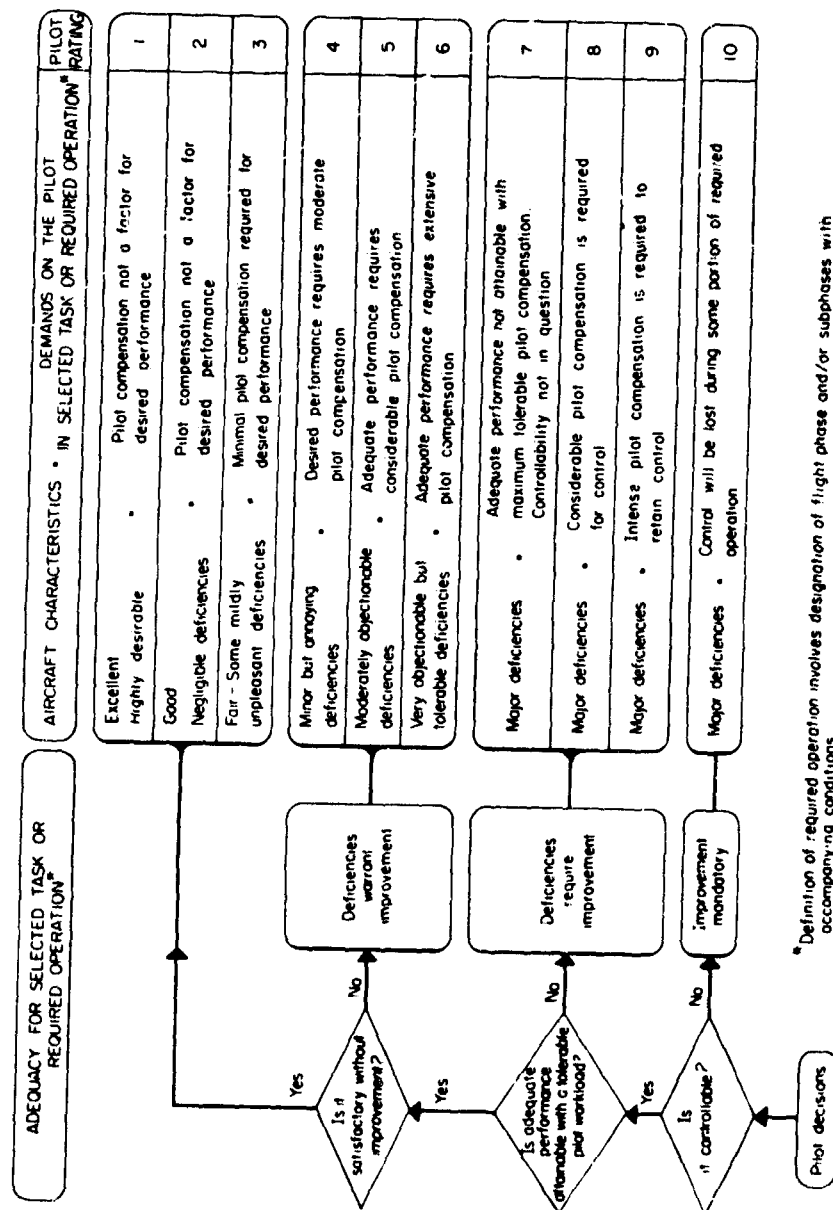 ADEQUACY FOR SELECTED TASK OR
REQUIRED OPERATION*
AIRCRAFT CHARACTERISTICS
•
DEMANDS ON THE PILOT
IN SELECTED TASK OR REQUIRED OPERATION*
PILOT
RATING
Excellent
Highly desirable
•
Pilot compensation not a factor for
desired performance
1
Good
Negligible deficiencies
•
Pilot compensation not a factor for
desired performance
2
Fair - Some mildly
unpleasant deficiencies
•
Minimal pilot compensation required for
desired performance
3
Yes
Is it
satisfactory without
improvement?
No
Deficiencies
warrant
improvement
Minor but annoying
deficiencies
•
Desired performance requires moderate
pilot compensation
4
Moderately objectionable
deficiencies
•
Adequate performance requires
considerable pilot compensation
5
Very objectionable but
tolerable deficiencies
•
Adequate performance requires extensive
pilot compensation
6
Yes
Is adequate
performance
attainable with a tolerable
pilot workload?
No
Deficiencies
require
improvement
Major deficiencies
•
Adequate performance not attainable with
maximum tolerable pilot compensation.
Controllability not in question
7
Major deficiencies
•
Considerable pilot compensation is required
for control
8
Major deficiencies
•
Intense pilot compensation is required to
retain control
9
Yes
Is
it controllable?
No
Improvement
mandatory
Major deficiencies
•
Control will be lost during some portion of required
operation
10
Pilot decisions
*Definition of required operation involves designation of flight phase and/or subphases with
accompanying conditions